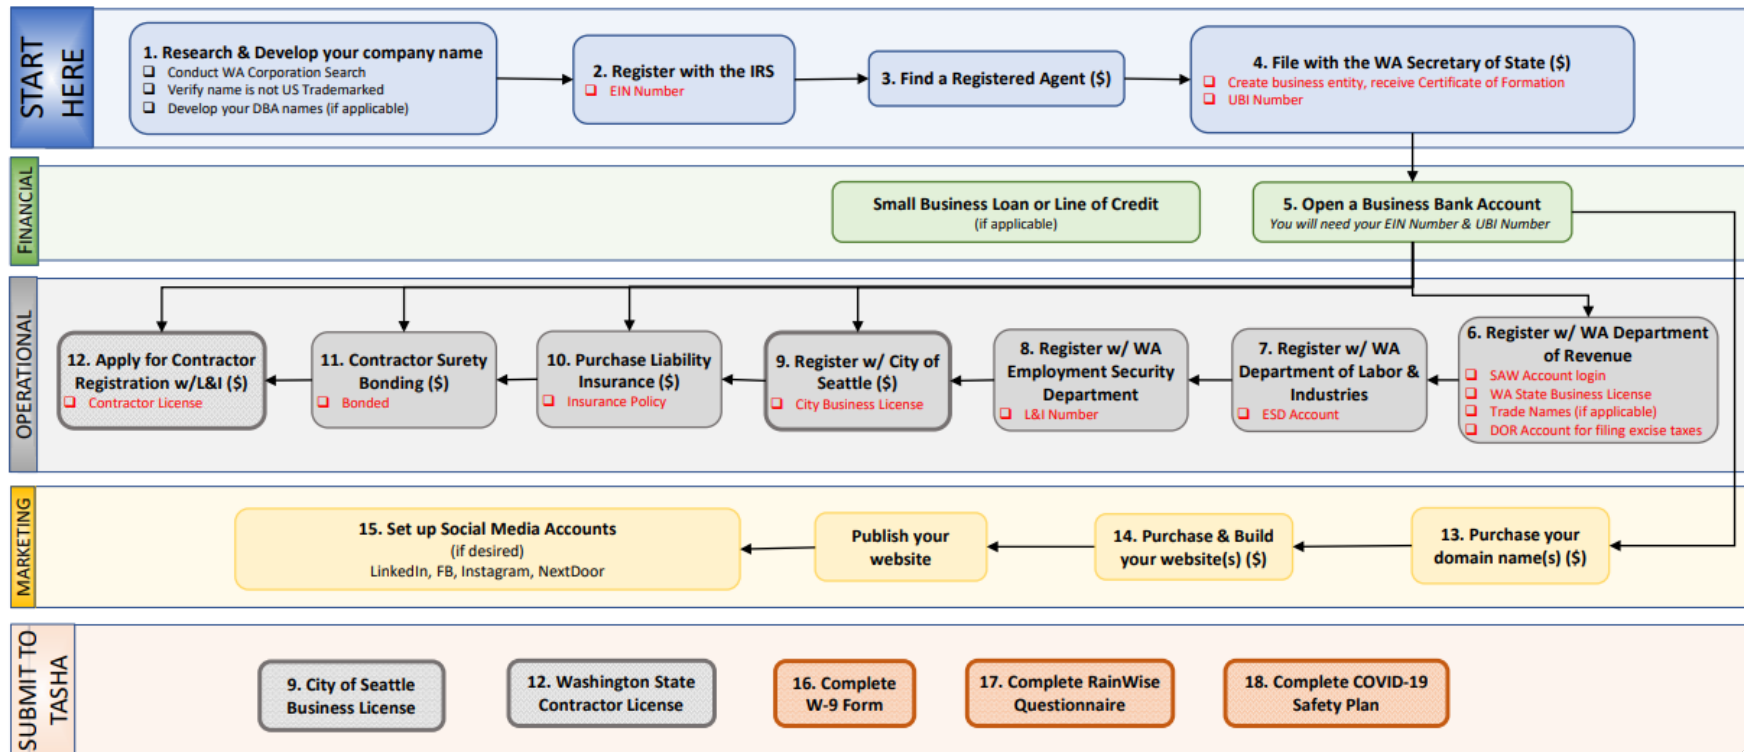 START
HERE
1. Research & Develop your company name
Conduct WA Corporation Search
Verify name is not US Trademarked
Develop your DBA names (if applicable)
2. Register with the IRS
EIN Number
3. Find a Registered Agent ($)
4. File with the WA Secretary of State ($)
Create business entity, receive Certificate of Formation
UBI Number
FINANCIAL
Small Business Loan or Line of Credit
(if applicable)
5. Open a Business Bank Account
You will need your EIN Number & UBI Number
OPERATIONAL
12. Apply for Contractor
Registration w/L&I ($)
Contractor License
11. Contractor Surety
Bonding ($)
Bonded
10. Purchase Liability
Insurance ($)
Insurance Policy
9. Register w/ City of
Seattle ($)
City Business License
8. Register w/ WA
Employment Security
Department
L&I Number
7. Register w/ WA
Department of Labor &
Industries
ESD Account
6. Register w/ WA Department
of Revenue
SAW Account login
WA State Business License
Trade Names (if applicable)
DOR Account for filing excise taxes
MARKETING
15. Set up Social Media Accounts
(if desired)
LinkedIn, FB, Instagram, NextDoor
Publish your
website
14. Purchase & Build
your website(s) ($)
13. Purchase your
domain name(s) ($)
SUBMIT TO
TASHA
9. City of Seattle
Business License
12. Washington State
Contractor License
16. Complete
W-9 Form
17. Complete RainWise
Questionnaire
18. Complete COVID-19
Safety Plan